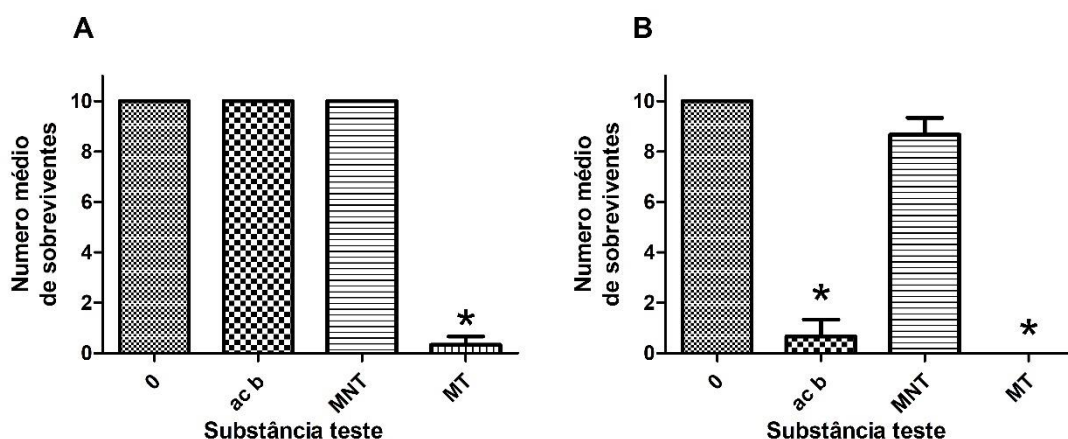 A
Numero médio
de sobreviventes
10
8
6
4
2
0
*
0
ac b
MNT
MT
Substância teste
B
Numero médio
de sobreviventes
10
8
6
4
2
0
*
*
0
ac b
MNT
MT
Substância teste